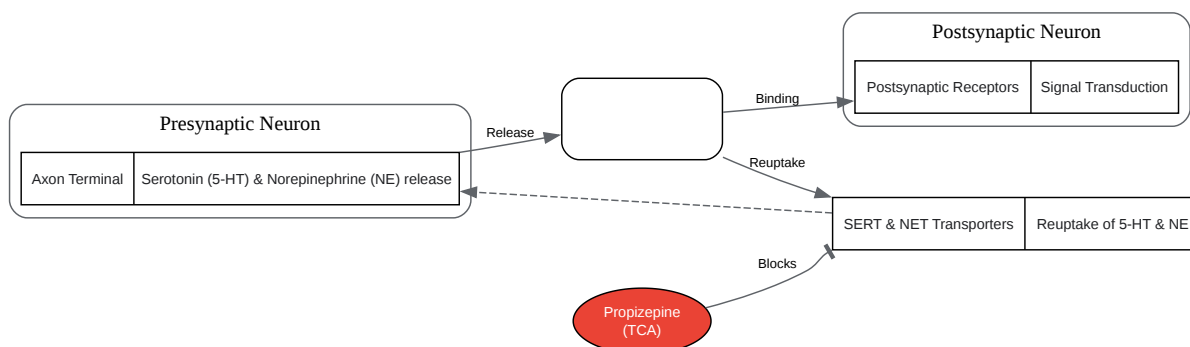 Postsynaptic Neuron
Postsynaptic Receptors
Signal Transduction
Binding
Presynaptic Neuron
Release
Axon Terminal
Serotonin (5-HT) & Norepinephrine (NE) release
Reuptake
SERT & NET Transporters
Reuptake of 5-HT & NE
Blocks
Propizepine
(TCA)